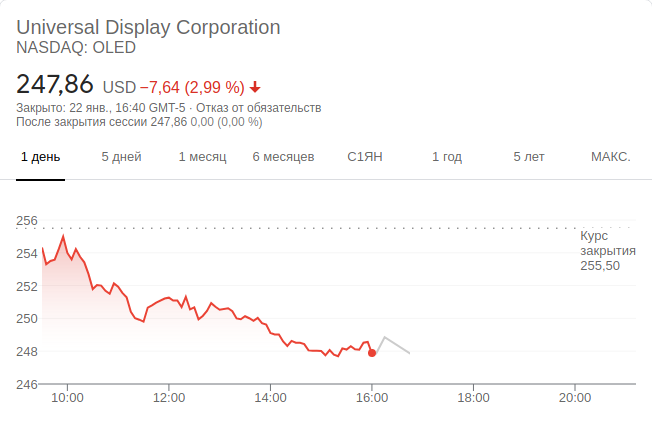 Universal Display Corporation
NASDAQ: OLED
247,86 USD −7,64 (2,99 %)
Закрыто: 22 янв., 16:40 GMT-5 · Отказ от обязательств
После закрытия сессии 247,86 0,00 (0,00 %)
1 день 5 дней 1 месяц 6 месяцев С1ЯН 1 год 5 лет МАКС.
256
Курс
закрытия
255,50
254
252
250
248
246
10:00 12:00 14:00 16:00 18:00 20:00